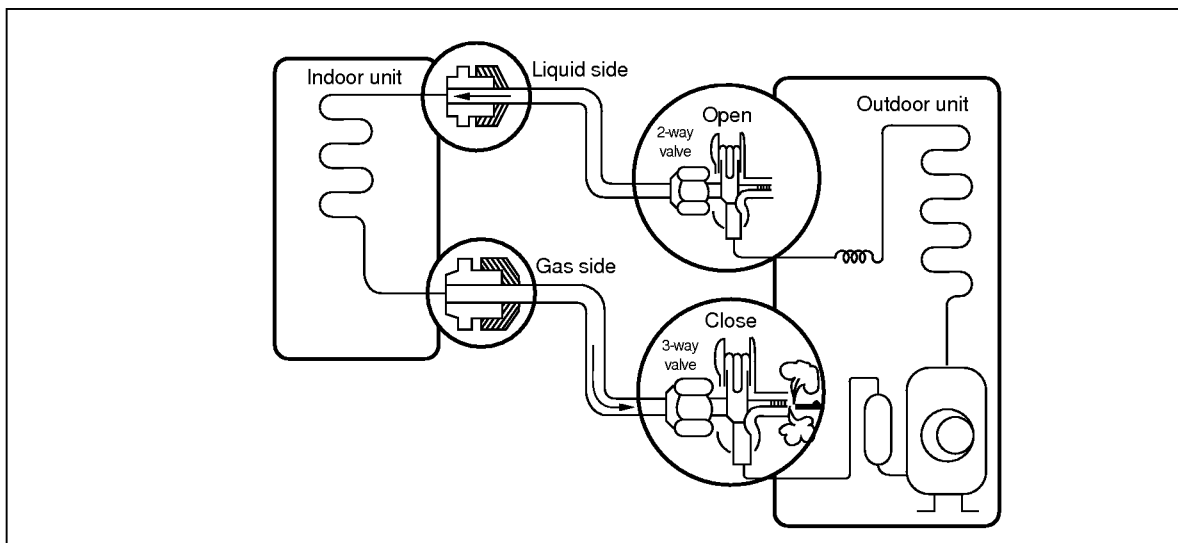 Indoor unit
Liquid side
Outdoor unit
Open
2-way
valve
Gas side
Close
3-way
valve